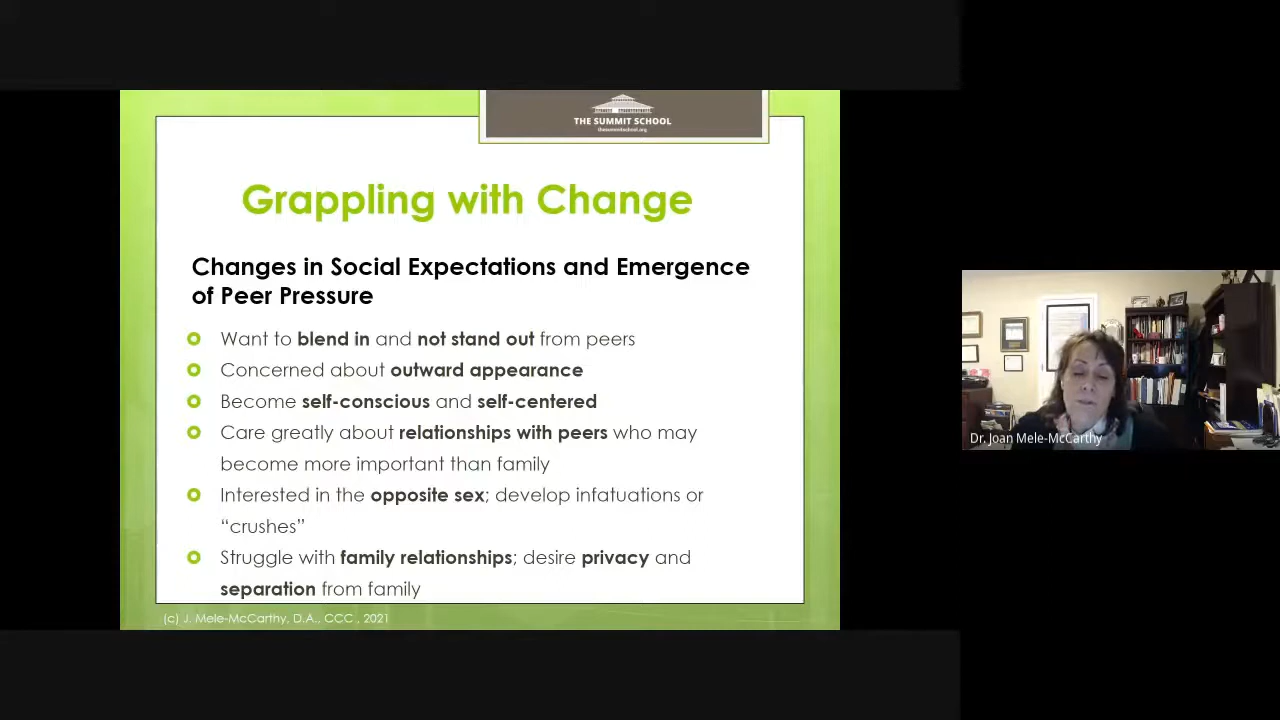 THE SUMMIT SCHOOL
thesummitschool.org
Grappling with Change
Changes in Social Expectations and Emergence
of Peer Pressure
Want to blend in and not stand out from peers
Concerned about outward appearance
Become self-conscious and self-centered
Care greatly about relationships with peers who may
become more important than family
Interested in the opposite sex; develop infatuations or
“crushes”
Struggle with family relationships; desire privacy and
separation from family
(c) J. Mele-McCarthy, D.A., CCC , 2021
Dr. Joan Mele-McCarthy